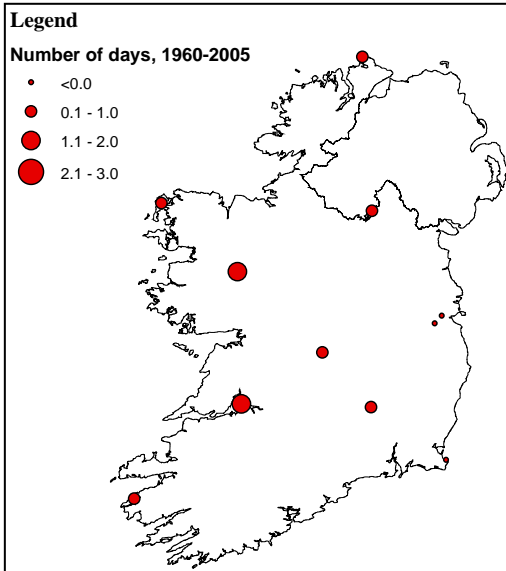 Legend
Number of days, 1960-2005
<0.0
0.1 - 1.0
1.1 - 2.0
2.1 - 3.0